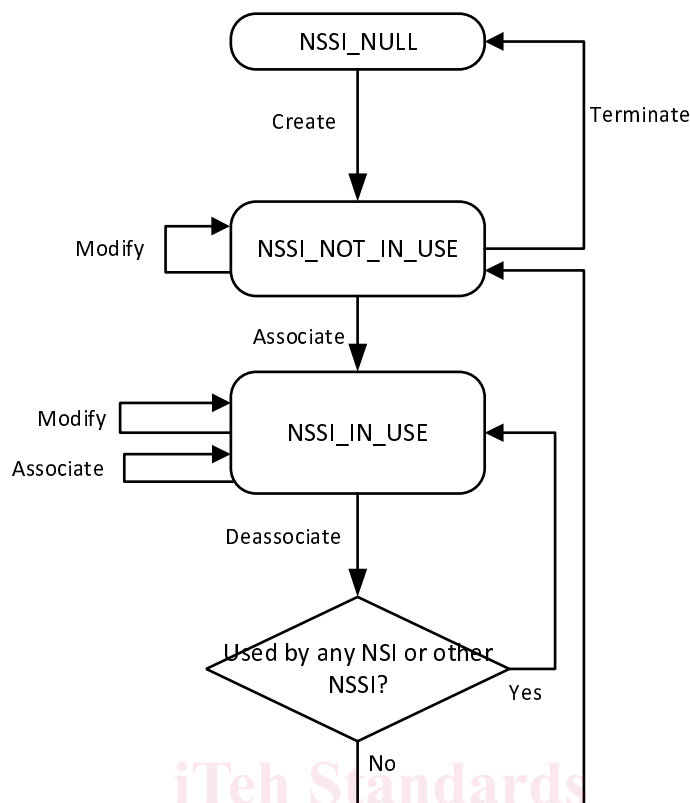 NSSI_NULL
Terminate
Create
Modify
NSSI_NOT_IN_USE
Associate
Modify
NSSI_IN_USE
Associate
Deassociate
Used by any NSI or other
NSSI?
Yes
No
iTeh Standards